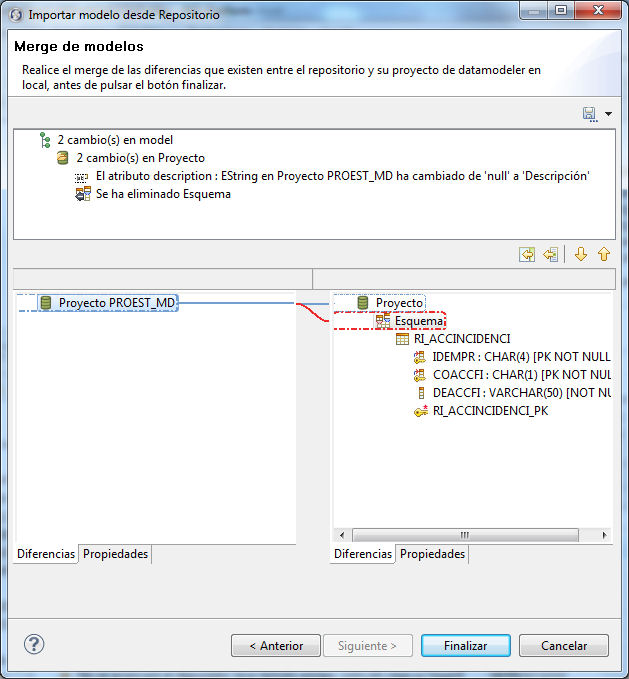 Importar modelo desde Repositorio
Merge de modelos
Realice el merge de las diferencias que existen entre el repositorio y su proyecto de datamodeler en
local, antes de pulsar el botón finalizar.
2 cambio(s) en model
2 cambio(s) en Proyecto
El atributo description : EString en Proyecto PROEST_MD ha cambiado de 'null' a 'Descripción'
Se ha eliminado Esquema
Proyecto PROEST_MD
Proyecto
Esquema
RI_ACCINCIDENCI
IDEMPR : CHAR(4) [PK NOT NULL
COACCFI : CHAR(1) [PK NOT NUL
DEACCFI : VARCHAR(50) [NOT NU
RI_ACCINCIDENCI_PK
Diferencias Propiedades
Diferencias Propiedades
< Anterior Siguiente > Finalizar Cancelar